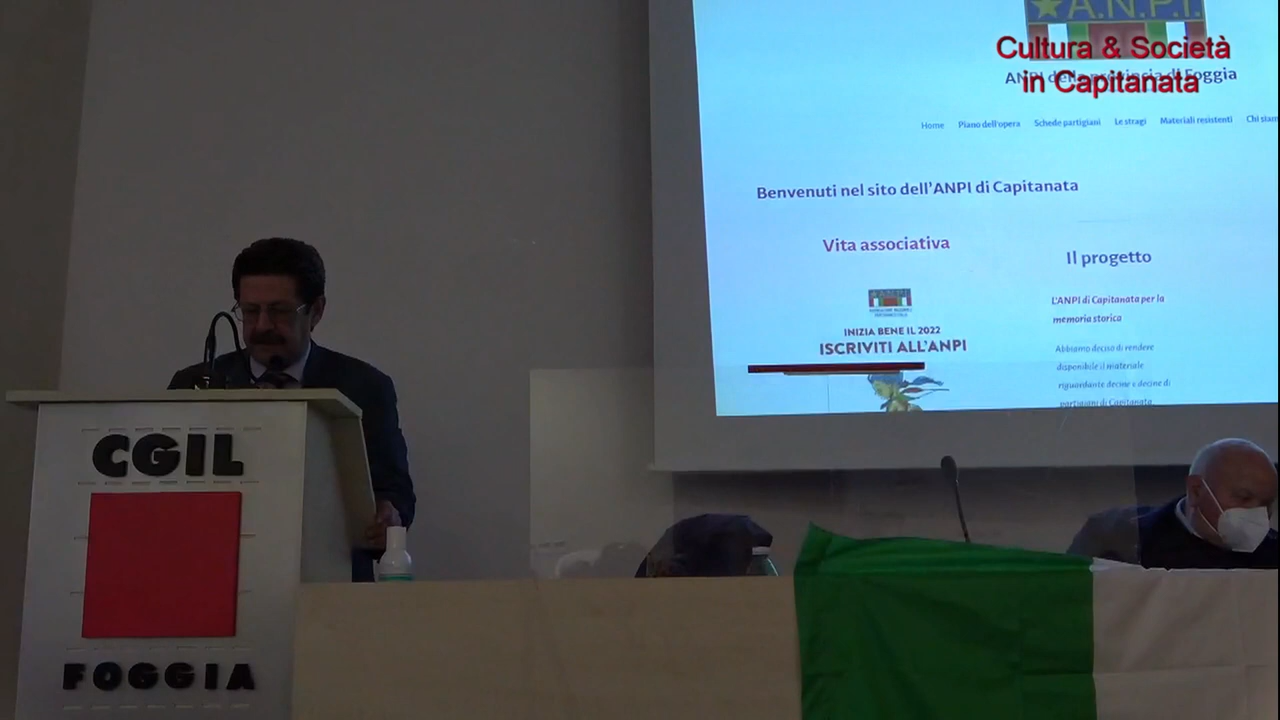 A.N.P.I.
Cultura & Società
in Capitanata
ANPI della provincia di Foggia
Home Piano dell'opera Schede partigiani Le stragi Materiali resistenti Chi siam
Benvenuti nel sito dell'ANPI di Capitanata
Vita associativa
Il progetto
A.N.P.I.
INIZIA BENE IL 2022
ISCRIVITI ALL'ANPI
L'ANPI di Capitanata per la
memoria storica
Abbiamo deciso di rendere
disponibile il materiale
riguardante decine e decine di
partigiani di Capitanata
CGIL
FOGGIA